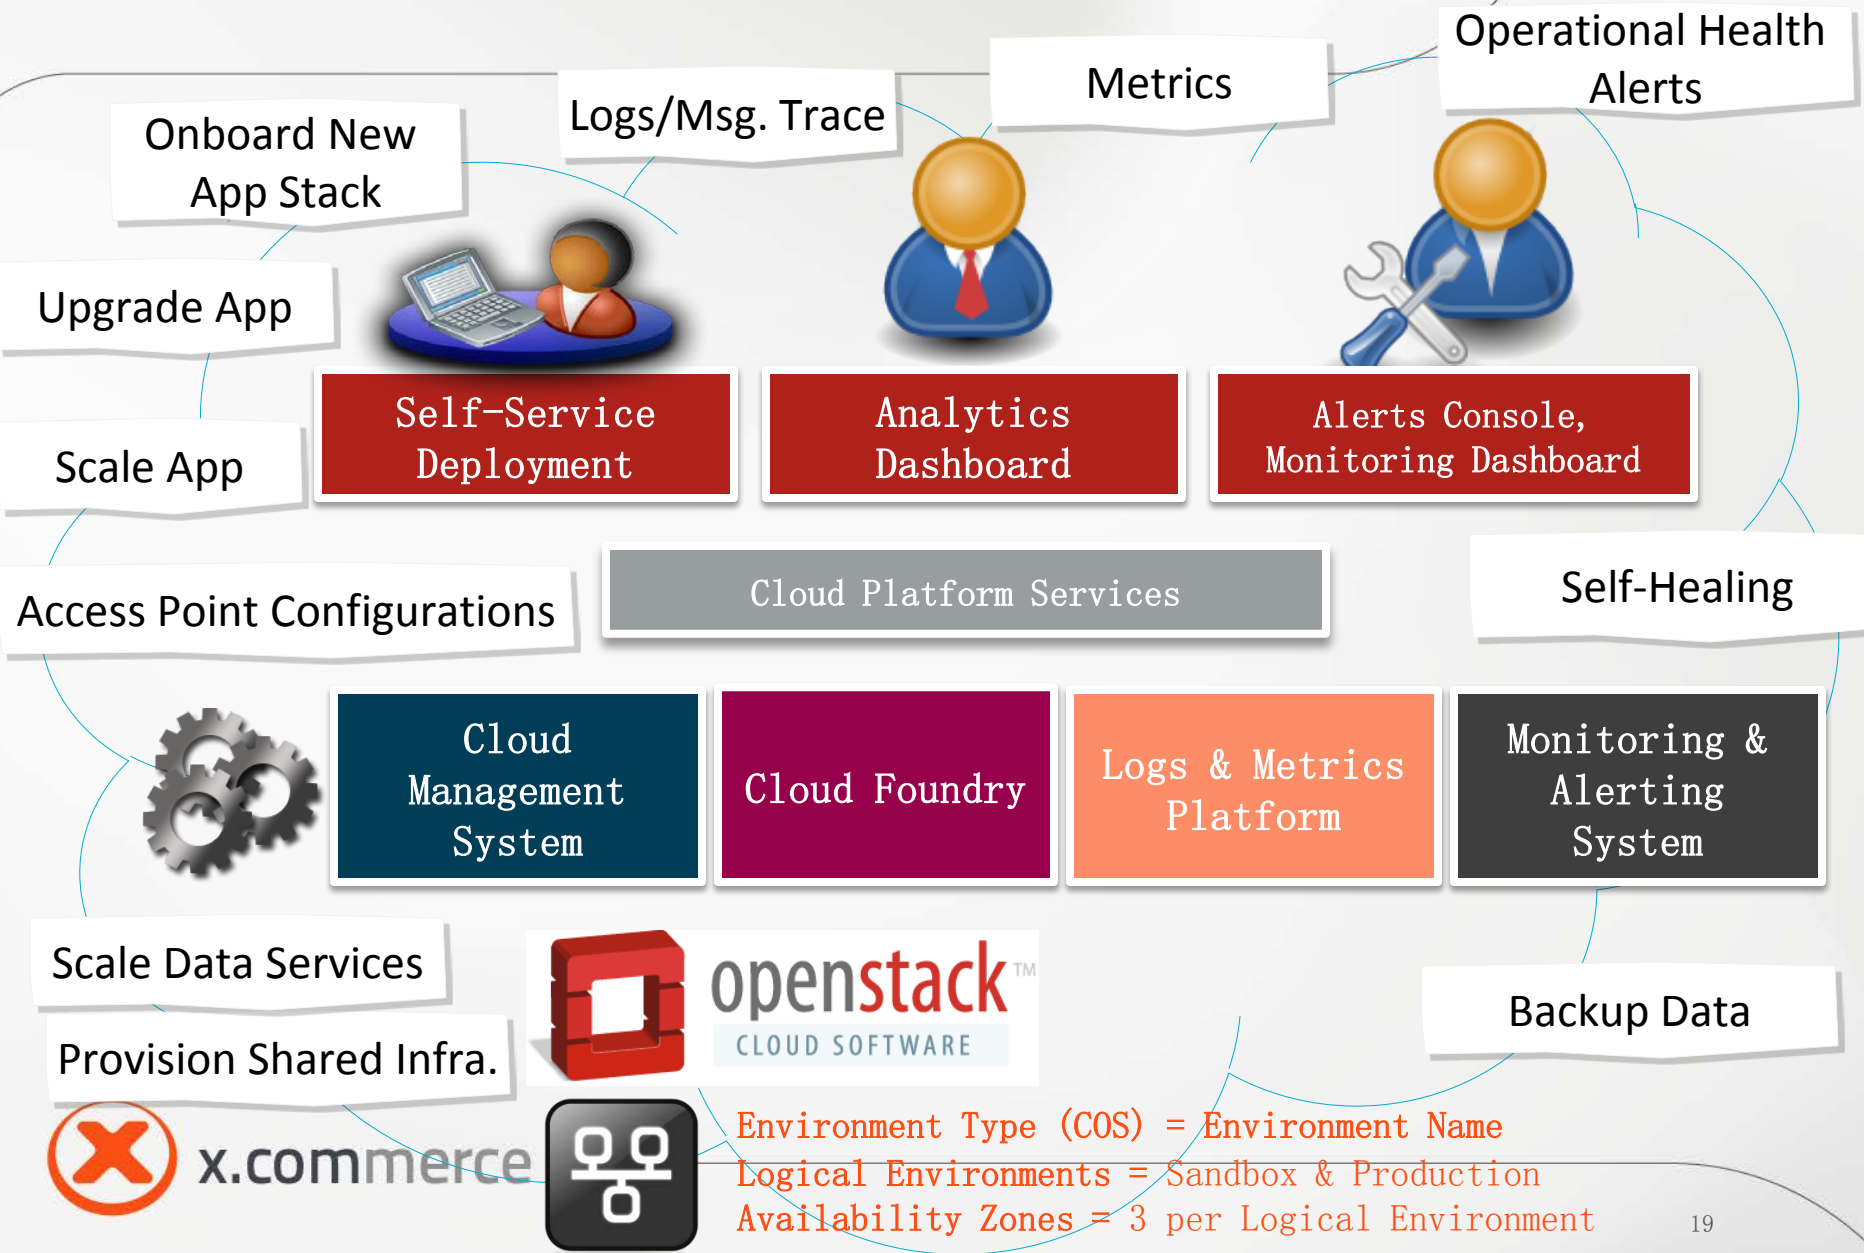 Operational Health
Alerts
Metrics
Logs/Msg. Trace
Onboard New
App Stack
Upgrade App
Scale App
Self-Service
Deployment
Analytics
Dashboard
Alerts Console,
Monitoring Dashboard
Access Point Configurations
Cloud Platform Services
Self-Healing
Cloud
Management
System
Cloud Foundry
Logs & Metrics
Platform
Monitoring &
Alerting
System
Scale Data Services
openstack™
CLOUD SOFTWARE
Backup Data
Provision Shared Infra.
x.commerce
Environment Type (COS) = Environment Name
Logical Environments = Sandbox & Production
Availability Zones = 3 per Logical Environment
19